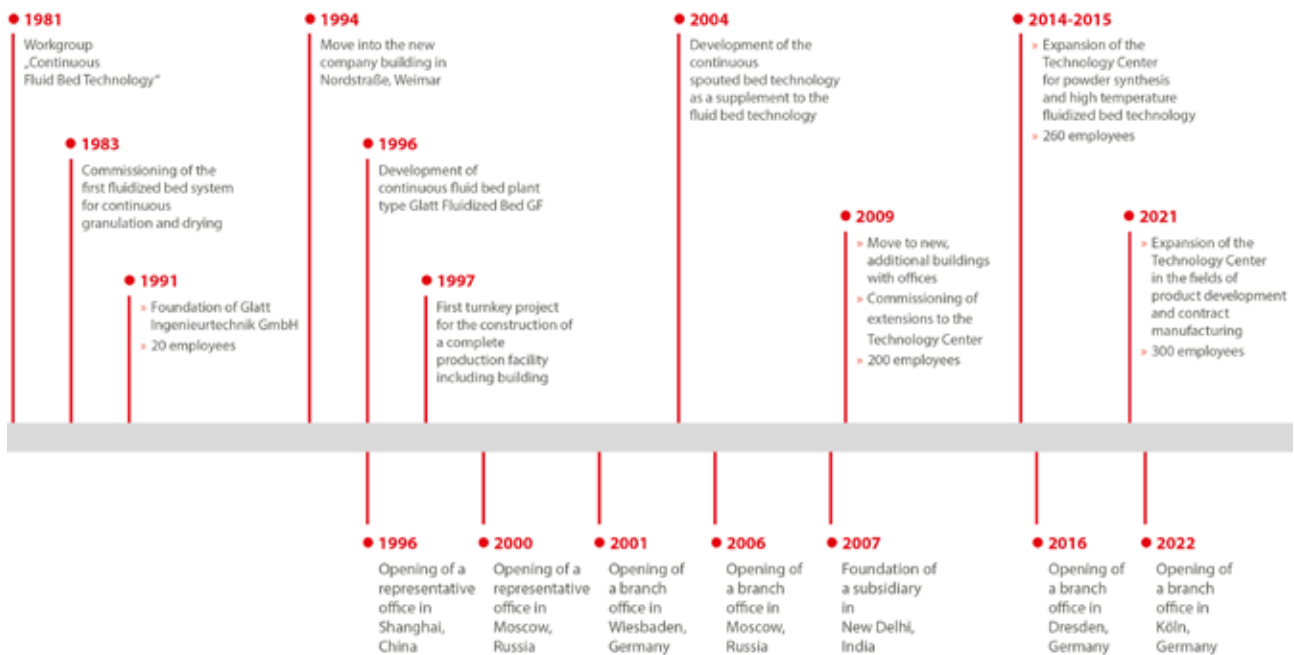 1981
Workgroup
„Continuous
Fluid Bed Technology“
1983
Commissioning of the
first fluidized bed system
for continuous
granulation and drying
1991
» Foundation of Glatt
Ingenieurtechnik GmbH
» 20 employees
1994
Move into the new
company building in
Nordstraße, Weimar
1996
Development of
continuous fluid bed plant
type Glatt Fluidized Bed GF
1997
First turnkey project
for the construction of
a complete
production facility
including building
2004
Development of the
continuous
spouted bed technology
as a supplement to the
fluid bed technology
2009
» Move to new,
additional buildings
with offices
» Commissioning of
extensions to the
Technology Center
» 200 employees
2014-2015
» Expansion of the
Technology Center
for powder synthesis
and high temperature
fluidized bed technology
» 260 employees
2021
» Expansion of the
Technology Center
in the fields of
product development
and contract
manufacturing
» 300 employees
1996
Opening of a
representative
office in
Shanghai,
China
2000
Opening of a
representative
office in
Moscow,
Russia
2001
Opening of
a branch
office in
Wiesbaden,
Germany
2006
Opening of
a branch
office in
Moscow,
Russia
2007
Foundation of
a subsidiary
in
New Delhi,
India
2016
Opening of
a branch
office in
Dresden,
Germany
2022
Opening of
a branch
office in
Köln,
Germany